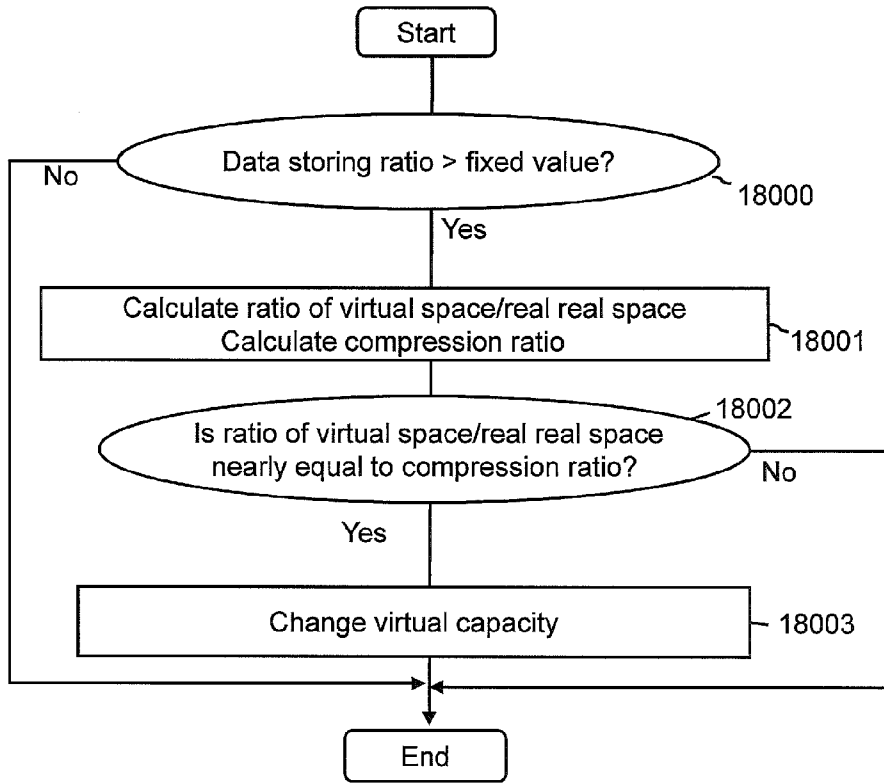 Start
Data storing ratio > fixed value?
No
18000
Yes
Calculate ratio of virtual space/real real space
Calculate compression ratio
18001
18002
Is ratio of virtual space/real real space
nearly equal to compression ratio?
No
Yes
Change virtual capacity
18003
End